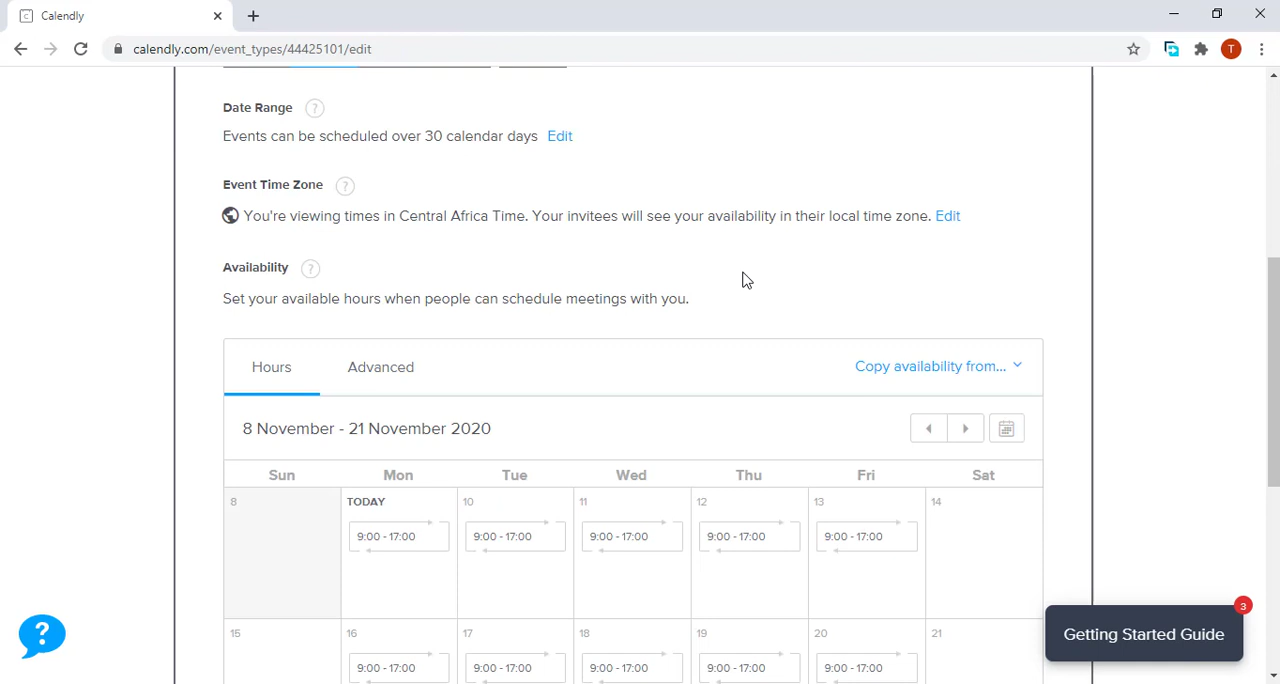 Calendly
calendly.com/event_types/44425101/edit
T
Date Range ?
Events can be scheduled over 30 calendar days Edit
Event Time Zone ?
You're viewing times in Central Africa Time. Your invitees will see your availability in their local time zone. Edit
Availability ?
Set your available hours when people can schedule meetings with you.
Hours Advanced Copy availability from...
8 November - 21 November 2020
Sun Mon Tue Wed Thu Fri Sat
8 TODAY 10 11 12 13 14
9:00 - 17:00 9:00 - 17:00 9:00 - 17:00 9:00 - 17:00 9:00 - 17:00
15 16 17 18 19 20 21
9:00 - 17:00 9:00 - 17:00 9:00 - 17:00 9:00 - 17:00 9:00 - 17:00
?
3
Getting Started Guide